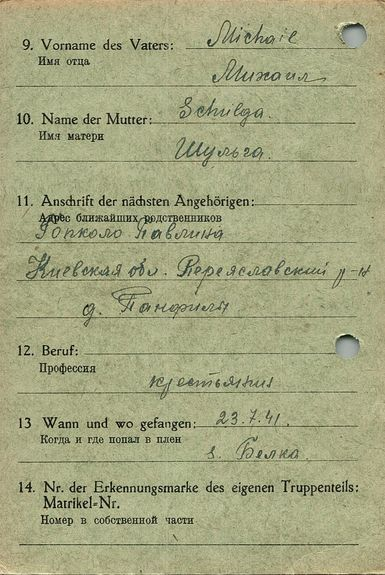 9. Vorname des Vaters: Michail
Имя отца
Михаил
10. Name der Mutter: Schulga.
Имя матери
Шульга.
11. Anschrift der nächsten Angehörigen:
Адрес ближайших родственников
Гопкало Павлина
Киевская обл. Переяславский р-н
д. Панфилы
12. Beruf:
Профессия
крестьянин
13 Wann und wo gefangen: 23.7.41.
Когда и где попал в плен
Белка.
14. Nr. der Erkennungsmarke des eigenen Truppenteils:
Matrikel-Nr.
Номер в собственной части